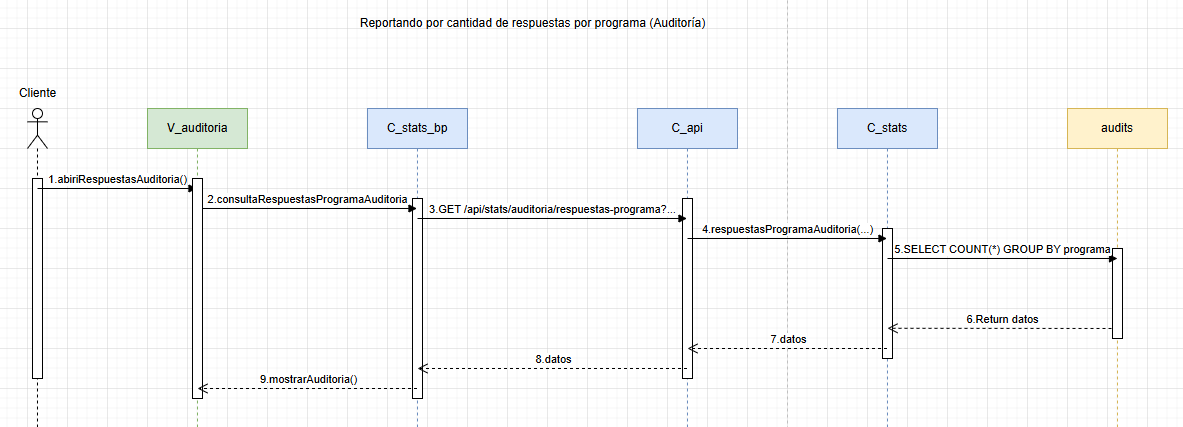 Reportando por cantidad de respuestas por programa (Auditoría)
Cliente
V_auditoria
C_stats_bp
C_api
C_stats
audits
1.abiriRespuestasAuditoria()
2.consultaRespuestasProgramaAuditoria
3.GET /api/stats/auditoria/respuestas-programa?...
4.respuestasProgramaAuditoria(...)
5.SELECT COUNT(*) GROUP BY programa
6.Return datos
7.datos
8.datos
9.mostrarAuditoria()